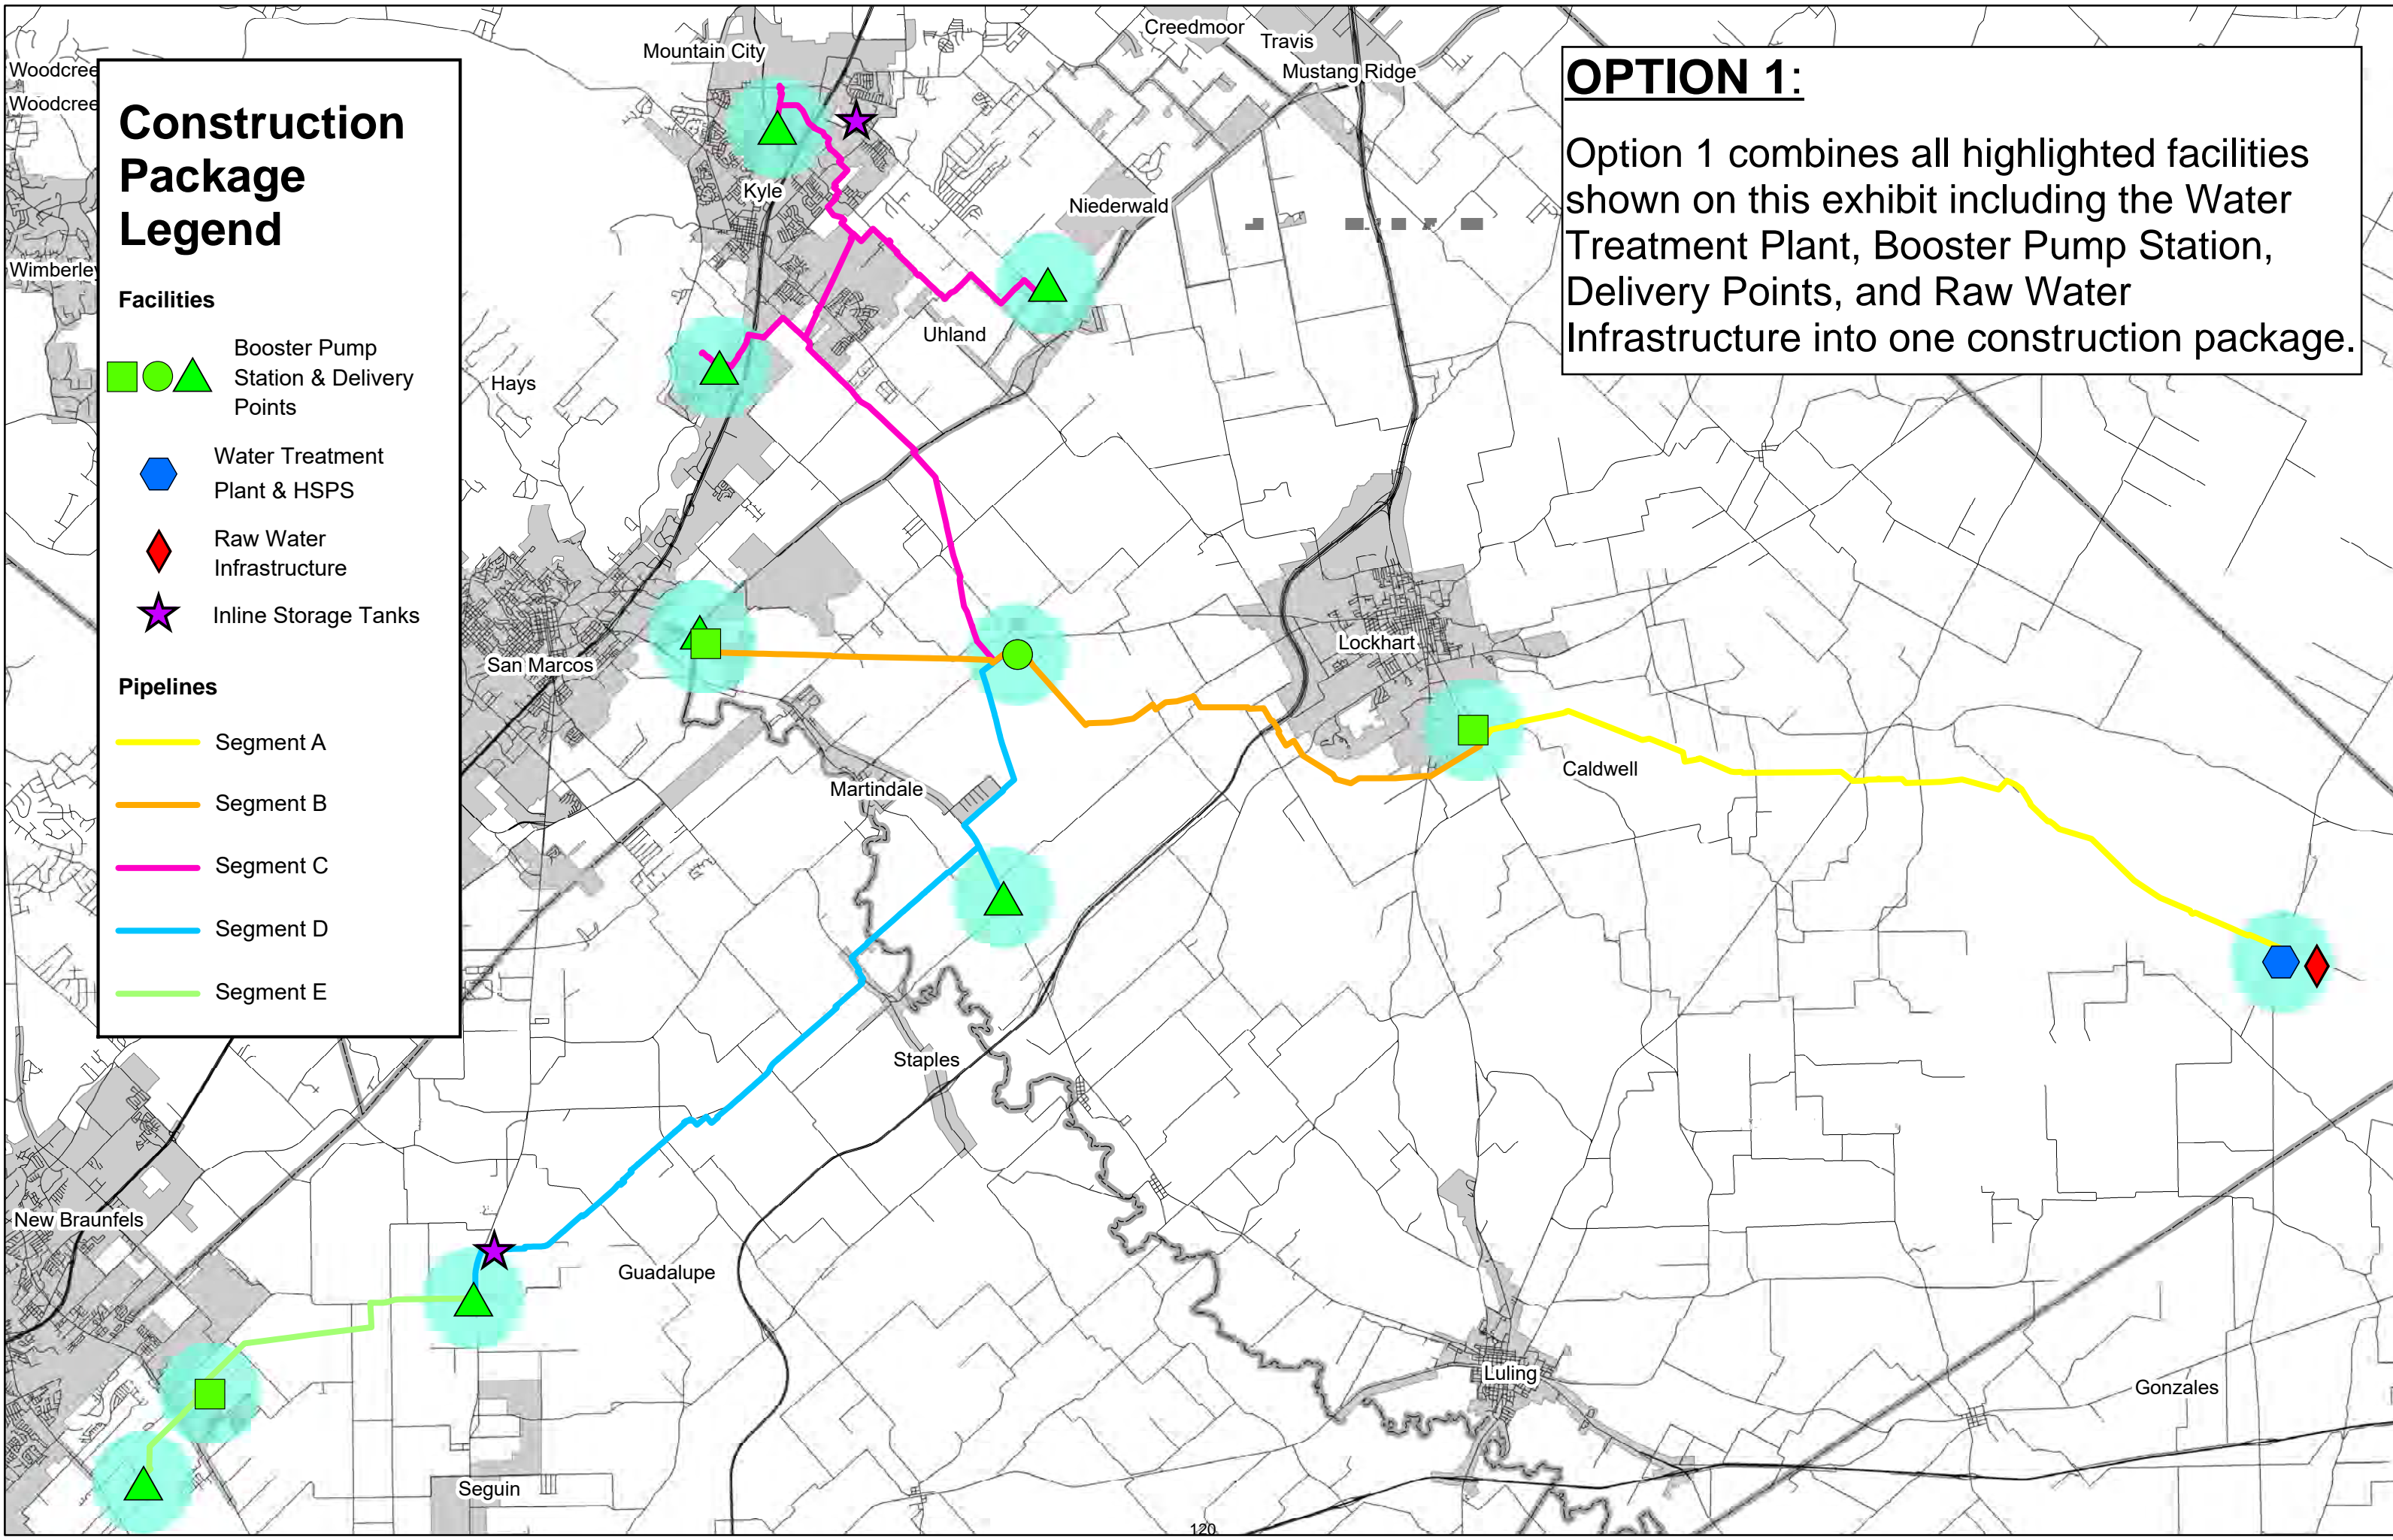 Construction
Package
Legend
Facilities
Booster Pump
Station & Delivery
Points
Water Treatment
Plant & HSPS
Raw Water
Infrastructure
Inline Storage Tanks
Pipelines
Segment A
Segment B
Segment C
Segment D
Segment E
OPTION 1:
Option 1 combines all highlighted facilities
shown on this exhibit including the Water
Treatment Plant, Booster Pump Station,
Delivery Points, and Raw Water
Infrastructure into one construction package.
Woodcree
Woodcree
Wimberley
Mountain City
Creedmoor
Travis
Mustang Ridge
Kyle
Niederwald
Uhland
Hays
San Marcos
Lockhart
Martindale
Caldwell
Staples
New Braunfels
Guadalupe
Luling
Gonzales
Seguin
120